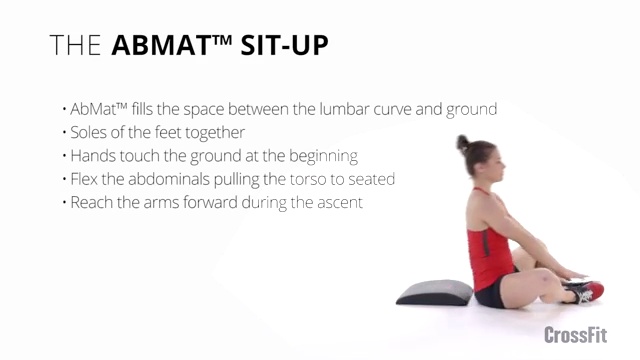 THE ABMAT™ SIT-UP
• AbMat™ fills the space between the lumbar curve and ground
• Soles of the feet together
• Hands touch the ground at the beginning
• Flex the abdominals pulling the torso to seated
• Reach the arms forward during the ascent
CrossFit